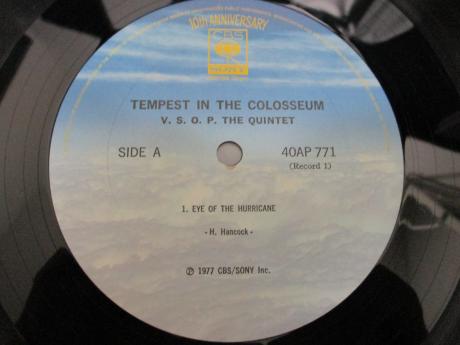 10th ANNIVERSARY
CBS
TEMPEST IN THE COLOSSEUM
V. S. O. P. THE QUINTET
SIDE A
40AP 771
(Record 1)
1. EYE OF THE HURRICANE
- H. Hancock -
℗ 1977 CBS/SONY Inc.